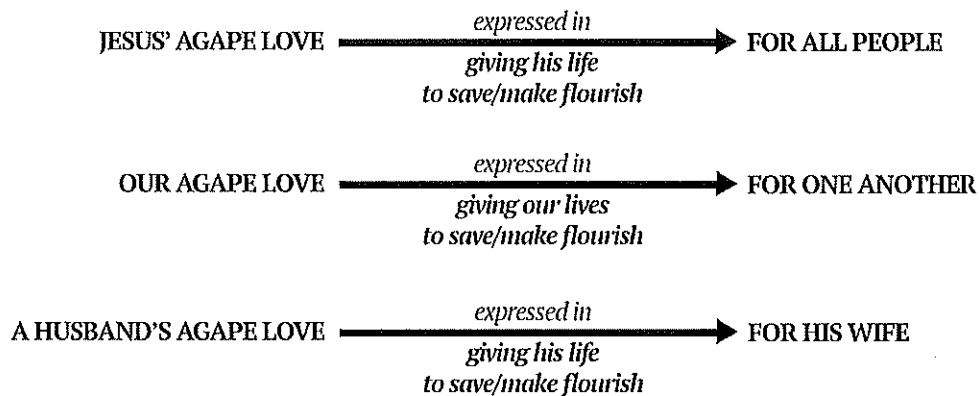 expressed in
JESUS' AGAPE LOVE FOR ALL PEOPLE
giving his life
to save/make flourish
expressed in
OUR AGAPE LOVE FOR ONE ANOTHER
giving our lives
to save/make flourish
expressed in
A HUSBAND'S AGAPE LOVE FOR HIS WIFE
giving his life
to save/make flourish